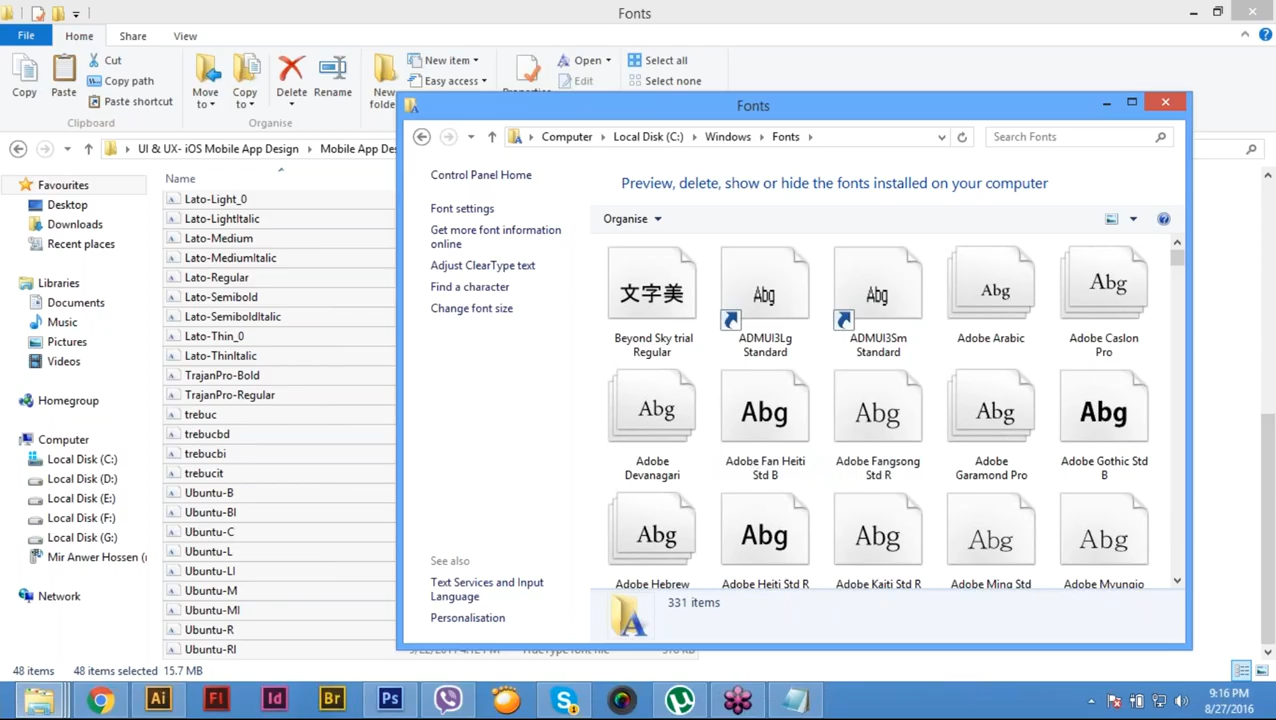 Fonts
File
Home
Share
View
Copy
Paste
Cut
Copy path
Paste shortcut
Clipboard
Move to
Copy to
Delete
Rename
Organise
New
New item
Easy access
Open
Edit
Select all
Select none
UI & UX- iOS Mobile App Design
Favourites
Desktop
Downloads
Recent places
Libraries
Documents
Music
Pictures
Videos
Homegroup
Computer
Local Disk (C:)
Local Disk (D:)
Local Disk (E:)
Local Disk (F:)
Local Disk (G:)
Mir Anwer Hossen (
Network
Name
Lato-Light_0
Lato-LightItalic
Lato-Medium
Lato-MediumItalic
Lato-Regular
Lato-Semibold
Lato-SemiboldItalic
Lato-Thin_0
Lato-ThinItalic
TrajanPro-Bold
TrajanPro-Regular
trebuc
trebucbd
trebucbi
trebucit
Ubuntu-B
Ubuntu-BI
Ubuntu-C
Ubuntu-L
Ubuntu-LI
Ubuntu-M
Ubuntu-MI
Ubuntu-R
Ubuntu-RI
48 items
48 items selected 15.7 MB
Fonts
Computer
Local Disk (C:)
Windows
Fonts
Search Fonts
Control Panel Home
Font settings
Get more font information
online
Adjust ClearType text
Find a character
Change font size
See also
Text Services and Input
Language
Personalisation
Preview, delete, show or hide the fonts installed on your computer
Organise
文字美
Beyond Sky trial
Regular
Abg
ADMUI3Lg
Standard
Abg
ADMUI3Sm
Standard
Abg
Adobe Arabic
Abg
Adobe Caslon
Pro
Abg
Adobe
Devanagari
Abg
Adobe Fan Heiti
Std B
Abg
Adobe Fangsong
Std R
Abg
Adobe
Garamond Pro
Abg
Adobe Gothic Std
B
Abg
Adobe Hebrew
Abg
Adobe Heiti Std R
Abg
Adobe Kaiti Std R
Abg
Adobe Ming Std
Abg
Adobe Myungjo
331 items
Ai
Fl
Id
Br
Ps
9:16 PM
8/27/2016